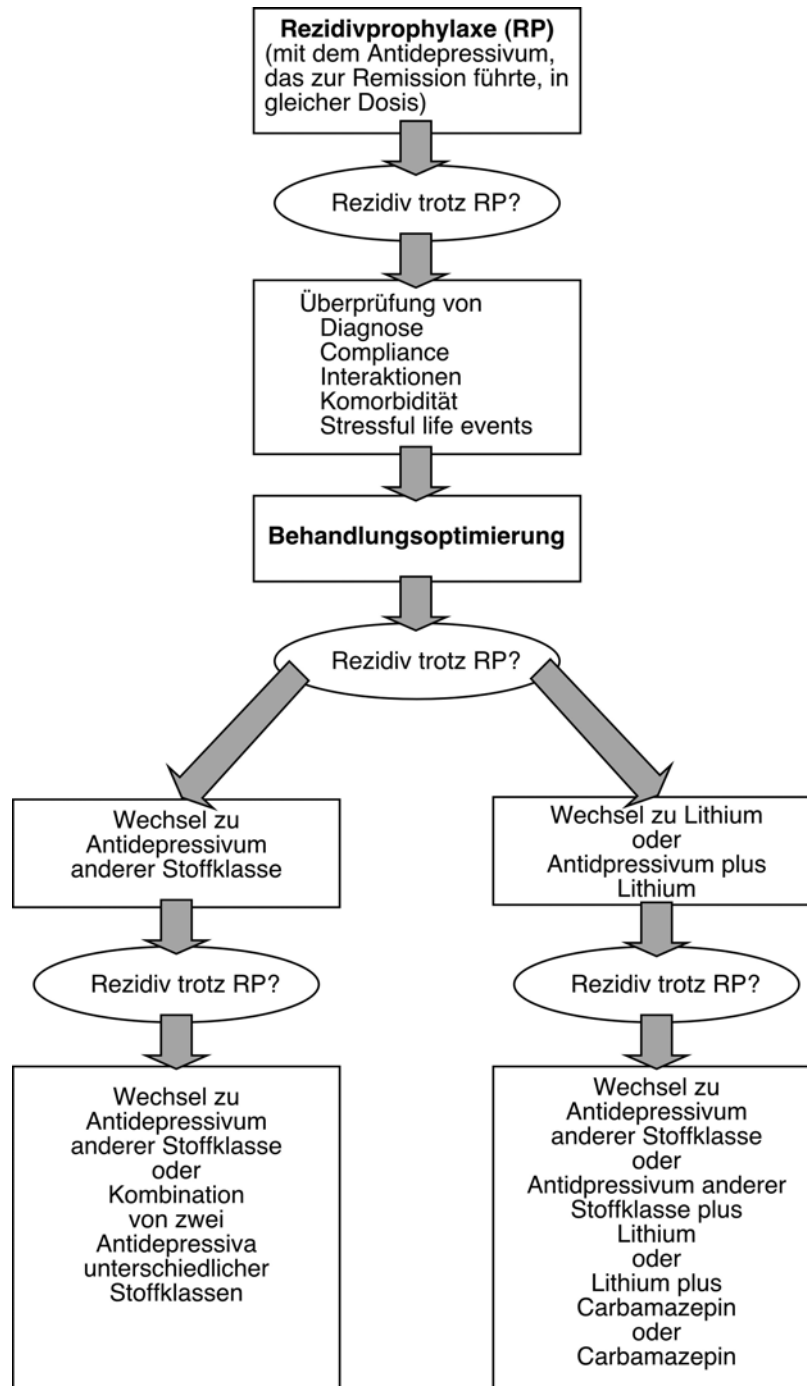 Rezidivprophylaxe (RP)
(mit dem Antidepressivum,
das zur Remission führte, in
gleicher Dosis)
Rezidiv trotz RP?
Überprüfung von
Diagnose
Compliance
Interaktionen
Komorbidität
Stressful life events
Behandlungsoptimierung
Rezidiv trotz RP?
Wechsel zu
Antidepressivum
anderer Stoffklasse
Rezidiv trotz RP?
Wechsel zu
Antidepressivum
anderer Stoffklasse
oder
Kombination
von zwei
Antidepressiva
unterschiedlicher
Stoffklassen
Wechsel zu Lithium
oder
Antidpressivum plus
Lithium
Rezidiv trotz RP?
Wechsel zu
Antidepressivum
anderer Stoffklasse
oder
Antidpressivum anderer
Stoffklasse plus
Lithium
oder
Lithium plus
Carbamazepin
oder
Carbamazepin